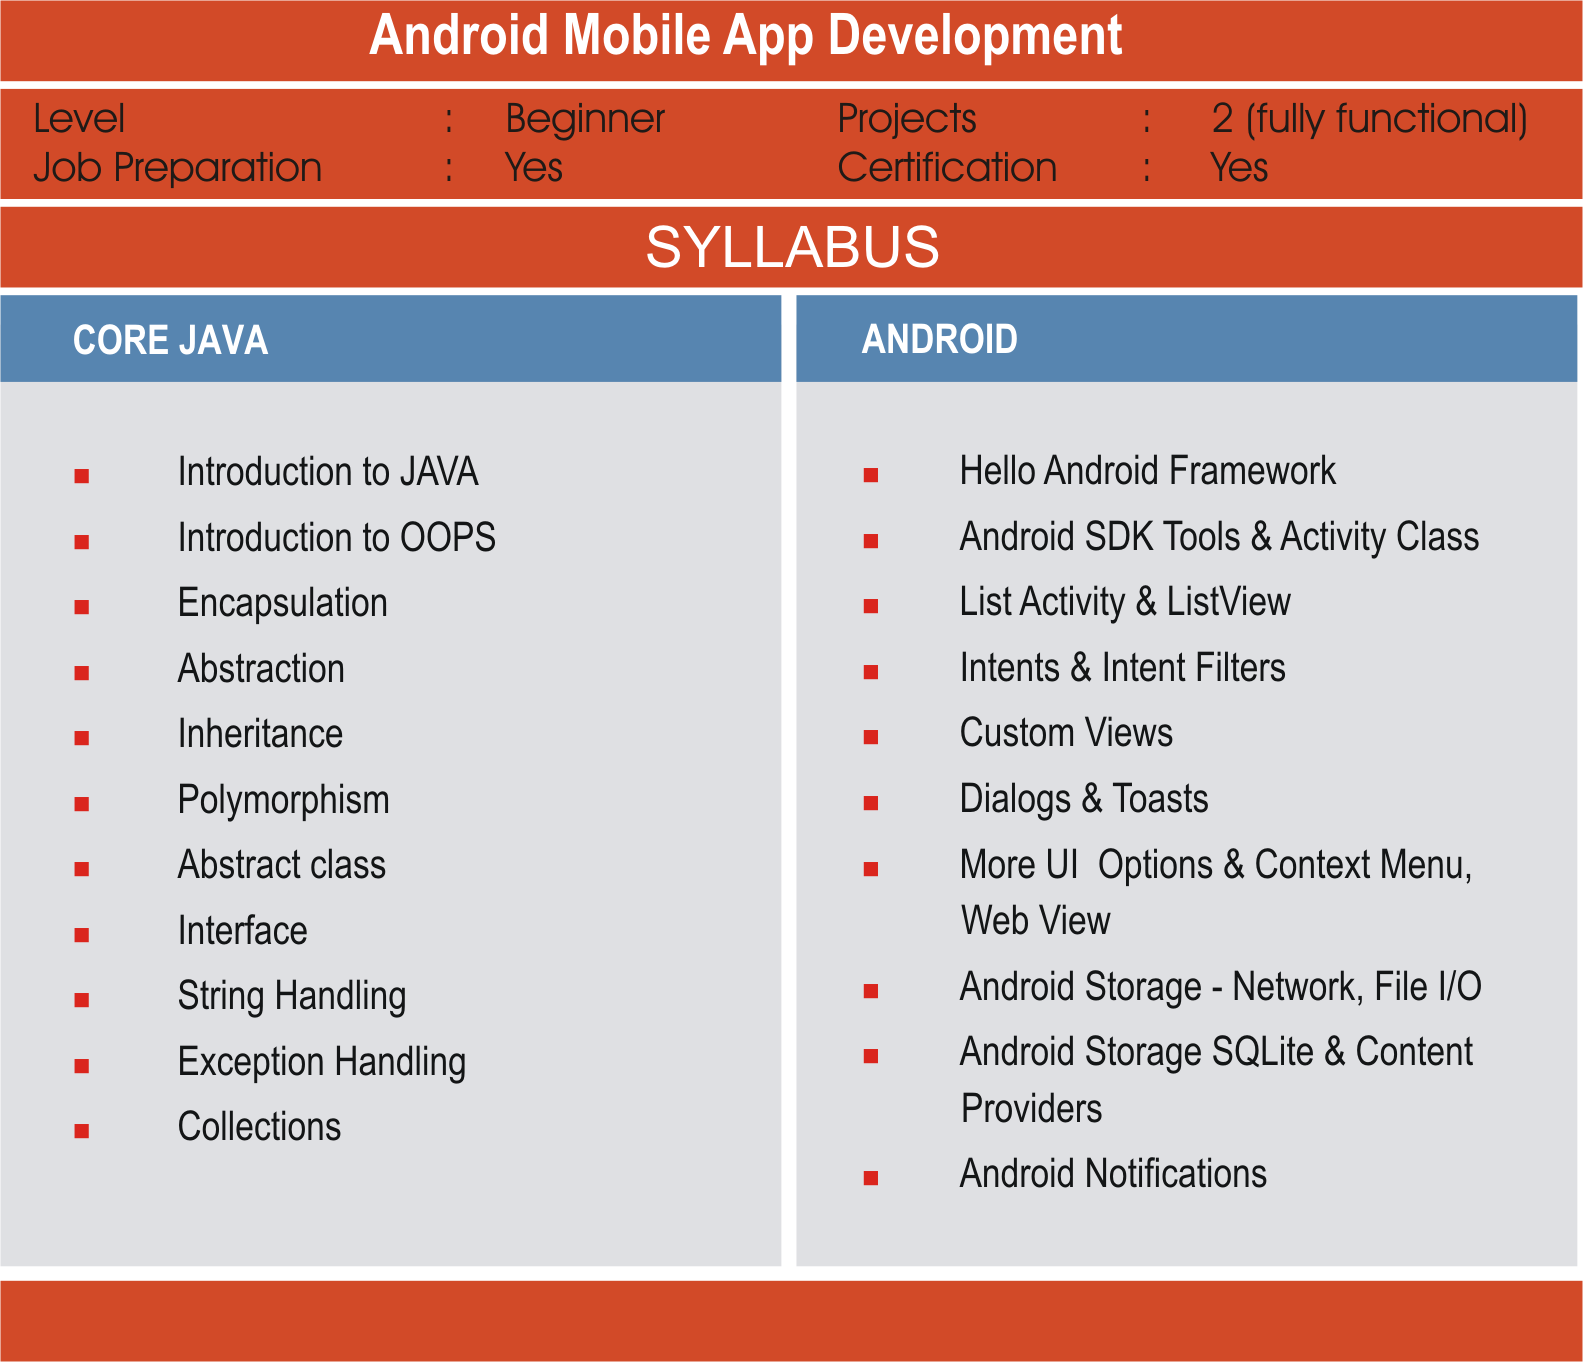 Android Mobile App Development
Level : Beginner Projects : 2 (fully functional)
Job Preparation : Yes Certification : Yes
SYLLABUS
CORE JAVA
Introduction to JAVA
Introduction to OOPS
Encapsulation
Abstraction
Inheritance
Polymorphism
Abstract class
Interface
String Handling
Exception Handling
Collections
ANDROID
Hello Android Framework
Android SDK Tools & Activity Class
List Activity & ListView
Intents & Intent Filters
Custom Views
Dialogs & Toasts
More UI  Options & Context Menu,
Web View
Android Storage - Network, File I/O
Android Storage SQLite & Content
Providers
Android Notifications